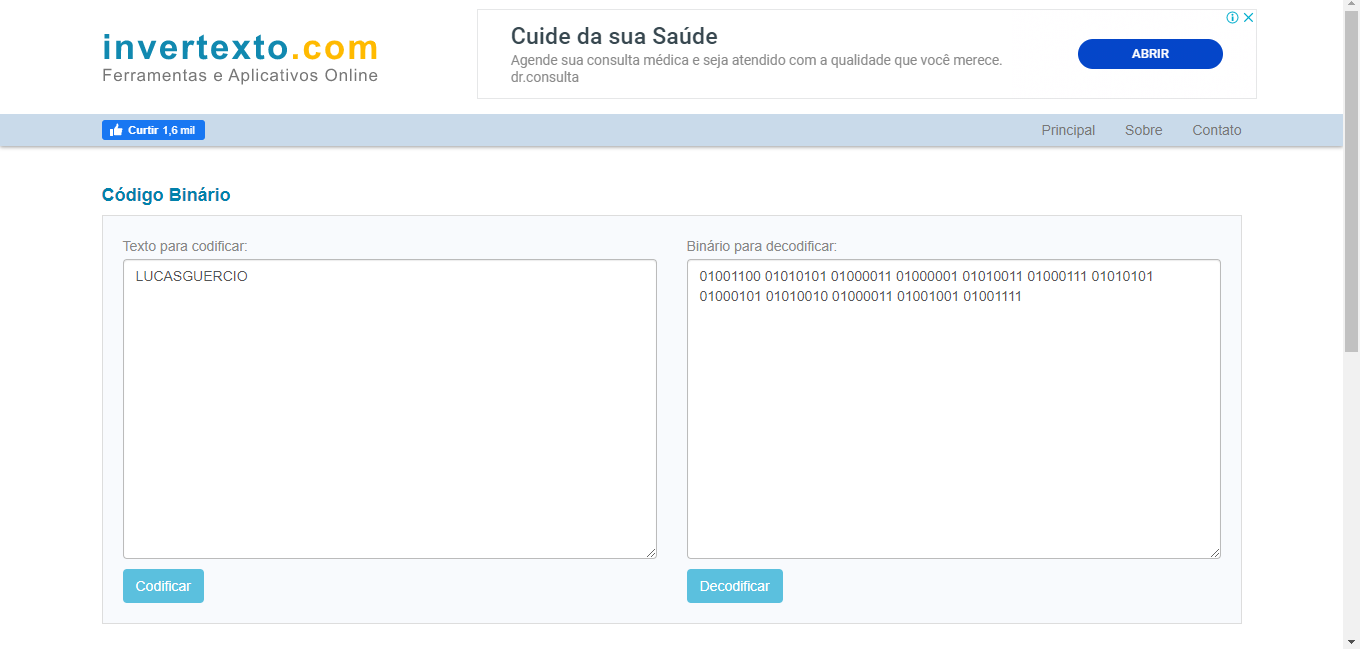 invertexto.com
Ferramentas e Aplicativos Online
Cuide da sua Saúde
Agende sua consulta médica e seja atendido com a qualidade que você merece.
dr.consulta
ABRIR
Curtir 1,6 mil
Principal Sobre Contato
Código Binário
Texto para codificar:
LUCASGUERCIO
Codificar
Binário para decodificar:
01001100 01010101 01000011 01000001 01010011 01000111 01010101
01000101 01010010 01000011 01001001 01001111
Decodificar